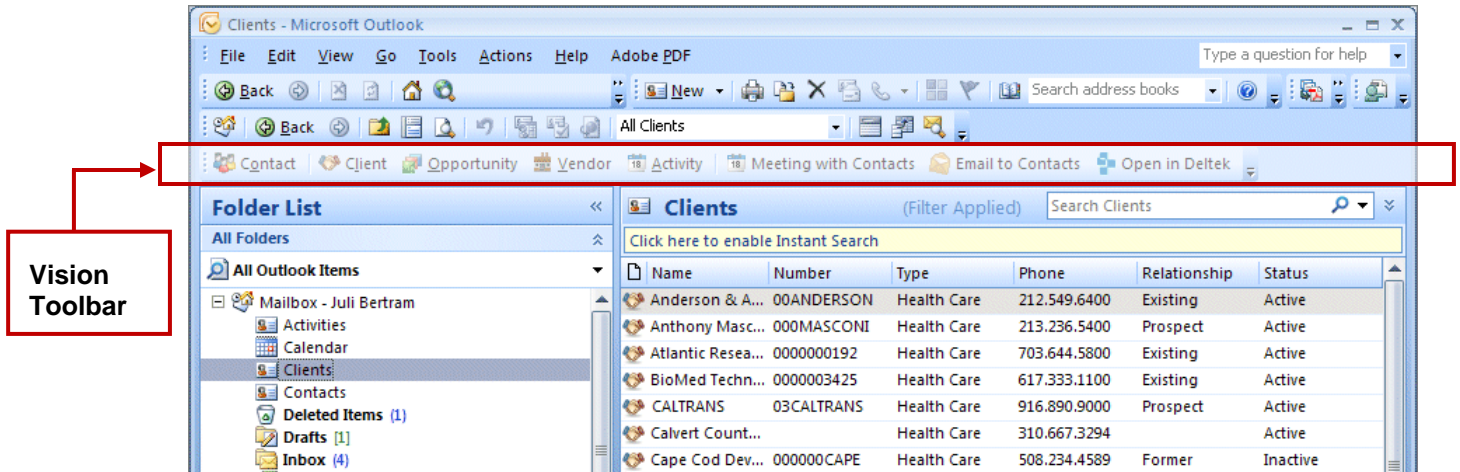 Clients - Microsoft Outlook
File Edit View Go Tools Actions Help Adobe PDF Type a question for help
Back New Search address books
Back All Clients
Contact Client Opportunity Vendor 18 Activity 18 Meeting with Contacts Email to Contacts Open in Deltek
Vision
Toolbar
Folder List «
All Folders
All Outlook Items
Mailbox - Juli Bertram
Activities
Calendar
Clients
Contacts
Deleted Items (1)
Drafts [1]
Inbox (4)
Clients (Filter Applied) Search Clients
Click here to enable Instant Search
Name Number Type Phone Relationship Status
Anderson & A... 00ANDERSON Health Care 212.549.6400 Existing Active
Anthony Masc... 000MASCONI Health Care 213.236.5400 Prospect Active
Atlantic Resea... 0000000192 Health Care 703.644.5800 Existing Active
BioMed Techn... 0000003425 Health Care 617.333.1100 Existing Active
CALTRANS 03CALTRANS Health Care 916.890.9000 Prospect Active
Calvert Count... Health Care 310.667.3294 Active
Cape Cod Dev... 000000CAPE Health Care 508.234.4589 Former Inactive